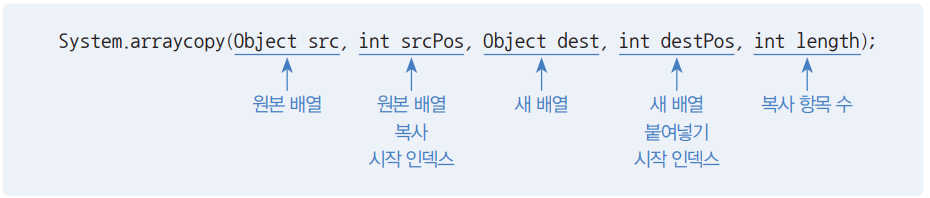 System.arraycopy(Object src, int srcPos, Object dest, int destPos, int length);
원본 배열
원본 배열
복사
시작 인덱스
새 배열
새 배열
붙여넣기
시작 인덱스
복사 항목 수